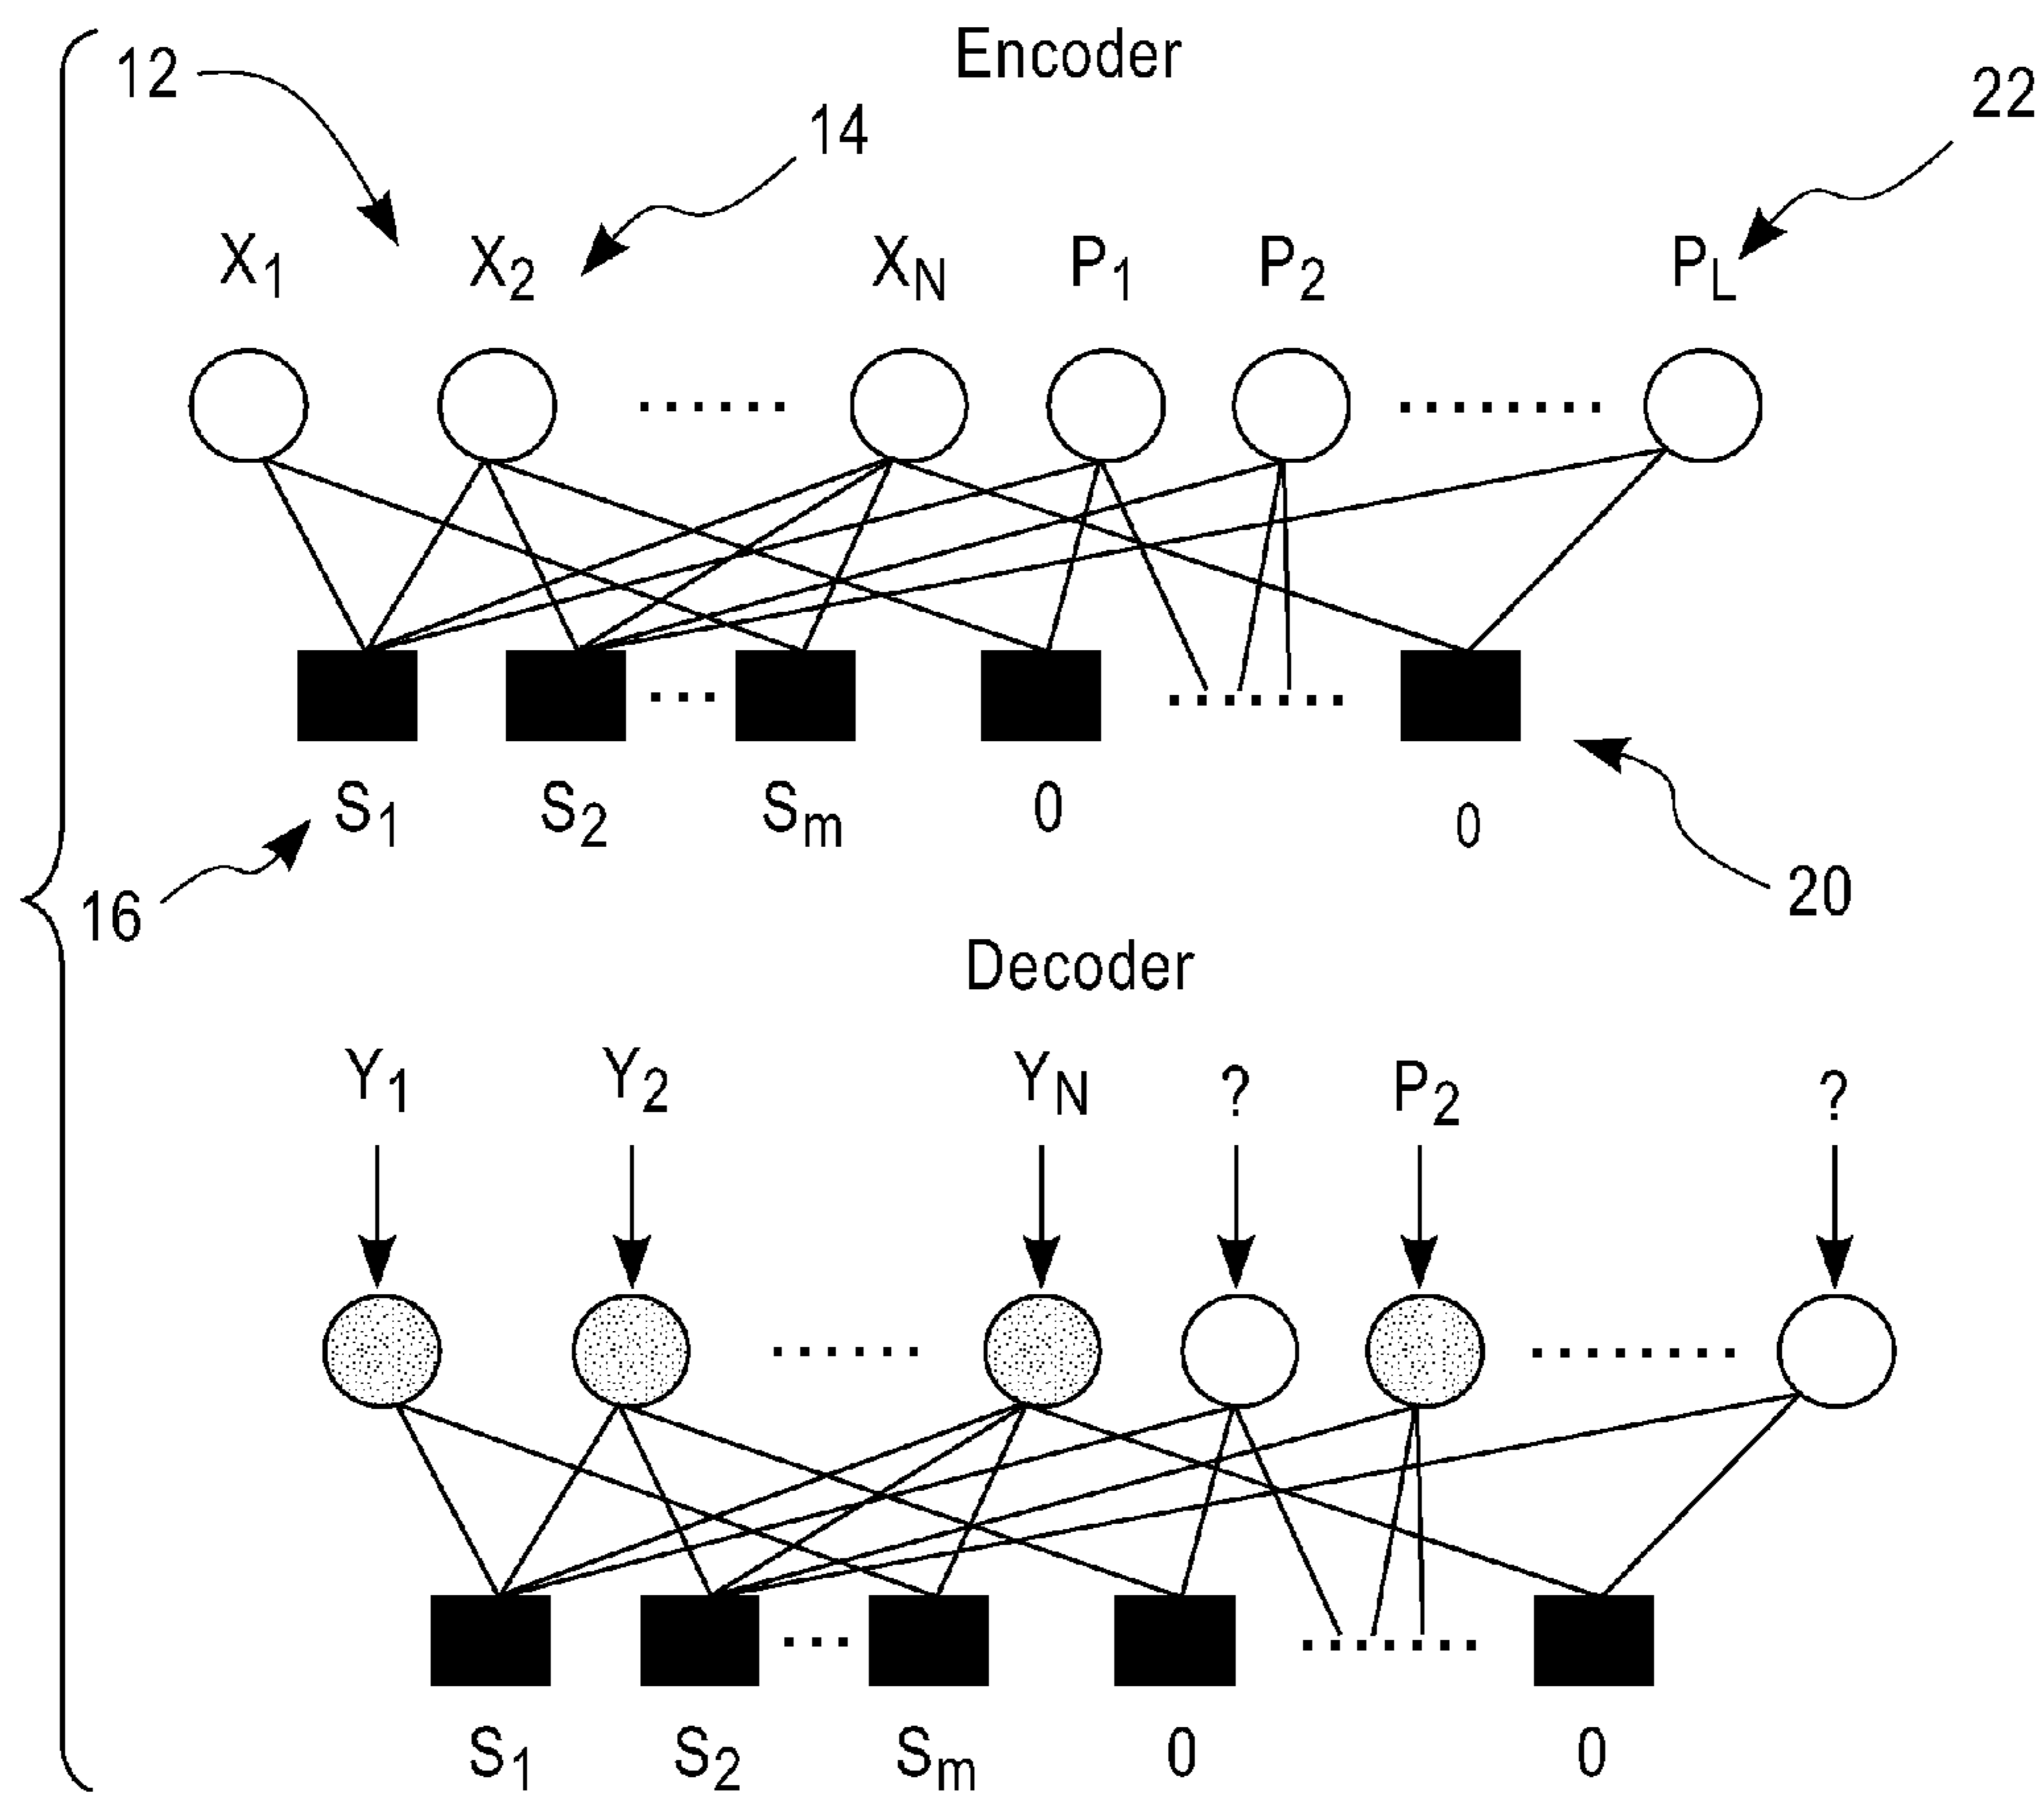 Encoder
12
14
22
X1 X2 XN P1 P2 PL
...... ........
... .......
S1 S2 Sm 0 0
16
20
Decoder
Y1 Y2 YN ? P2 ?
...... ........
... .......
S1 S2 Sm 0 0